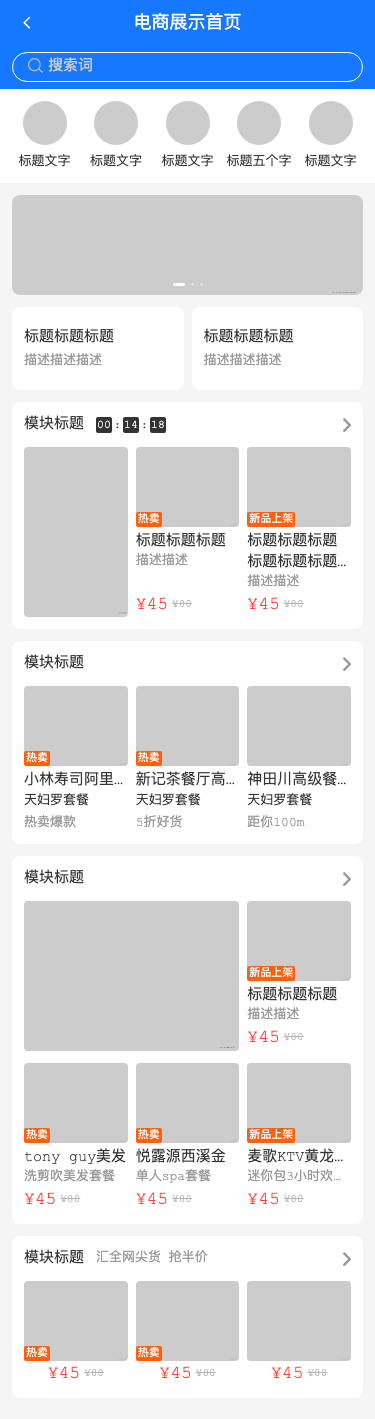 电商展示首页
搜索词
标题文字 标题文字 标题文字 标题五个字 标题文字
标题标题标题 标题标题标题
描述描述描述 描述描述描述
模块标题 00 : 14 : 18
热卖 新品上架
标题标题标题 标题标题标题
描述描述 标题标题标题...
描述描述
¥45 ¥80 ¥45 ¥80
模块标题
热卖 热卖
小林寿司阿里... 新记茶餐厅高... 神田川高级餐...
天妇罗套餐 天妇罗套餐 天妇罗套餐
热卖爆款 5折好货 距你100m
模块标题
新品上架
标题标题标题
描述描述
¥45 ¥80
热卖 热卖 新品上架
tony guy美发 悦露源西溪金 麦歌KTV黄龙...
洗剪吹美发套餐 单人spa套餐 迷你包3小时欢...
¥45 ¥80 ¥45 ¥80 ¥45 ¥80
模块标题 汇全网尖货 抢半价
热卖 热卖
¥45 ¥80 ¥45 ¥80 ¥45 ¥80